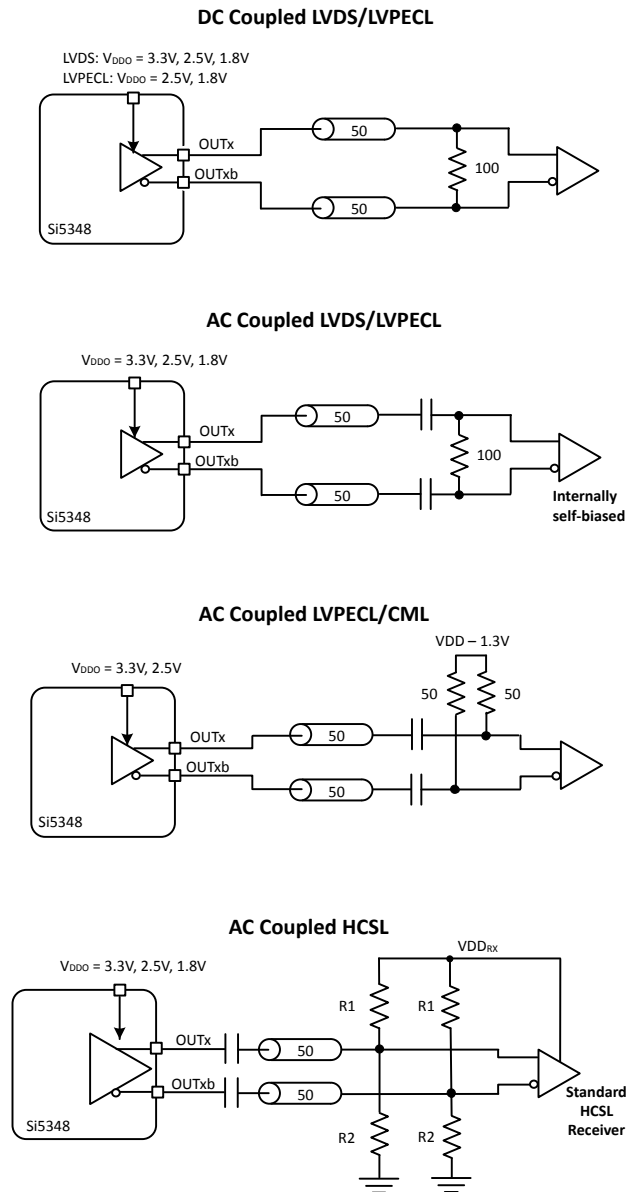 DC Coupled LVDS/LVPECL
LVDS: VDDO = 3.3V, 2.5V, 1.8V
LVPECL: VDDO = 2.5V, 1.8V
50
OUTx
100
OUTxb
50
Si5348
AC Coupled LVDS/LVPECL
VDDO = 3.3V, 2.5V, 1.8V
50
OUTx
100
OUTxb
50
Si5348
Internally
self-biased
AC Coupled LVPECL/CML
VDD – 1.3V
VDDO = 3.3V, 2.5V
50
50
OUTx
50
OUTxb
50
Si5348
AC Coupled HCSL
VDDRX
VDDO = 3.3V, 2.5V, 1.8V
R1
R1
OUTx
50
OUTxb
50
Standard
HCSL
Receiver
Si5348
R2
R2